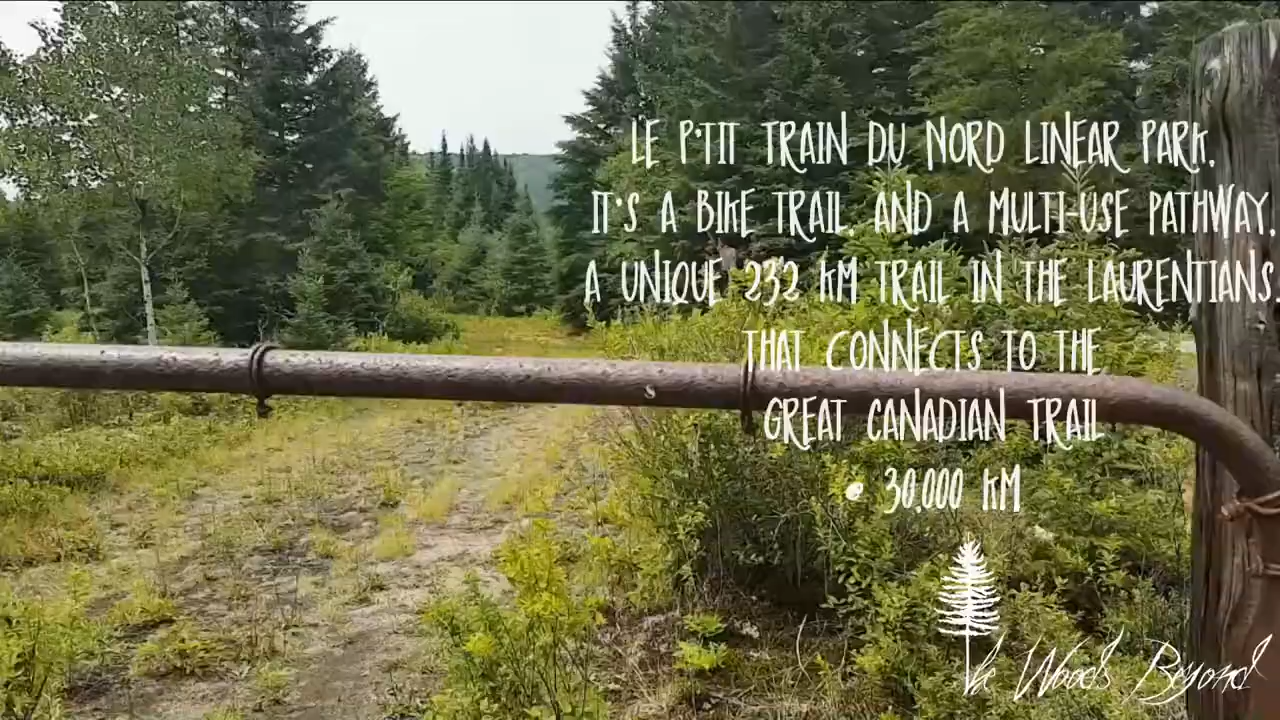 LE P'TIT TRAIN DU NORD LINEAR PARK,
IT'S A BIKE TRAIL, AND A MULTI-USE PATHWAY,
A UNIQUE 232 KM TRAIL IN THE LAURENTIANS
THAT CONNECTS TO THE
GREAT CANADIAN TRAIL
• 30,000 KM
The Woods Beyond